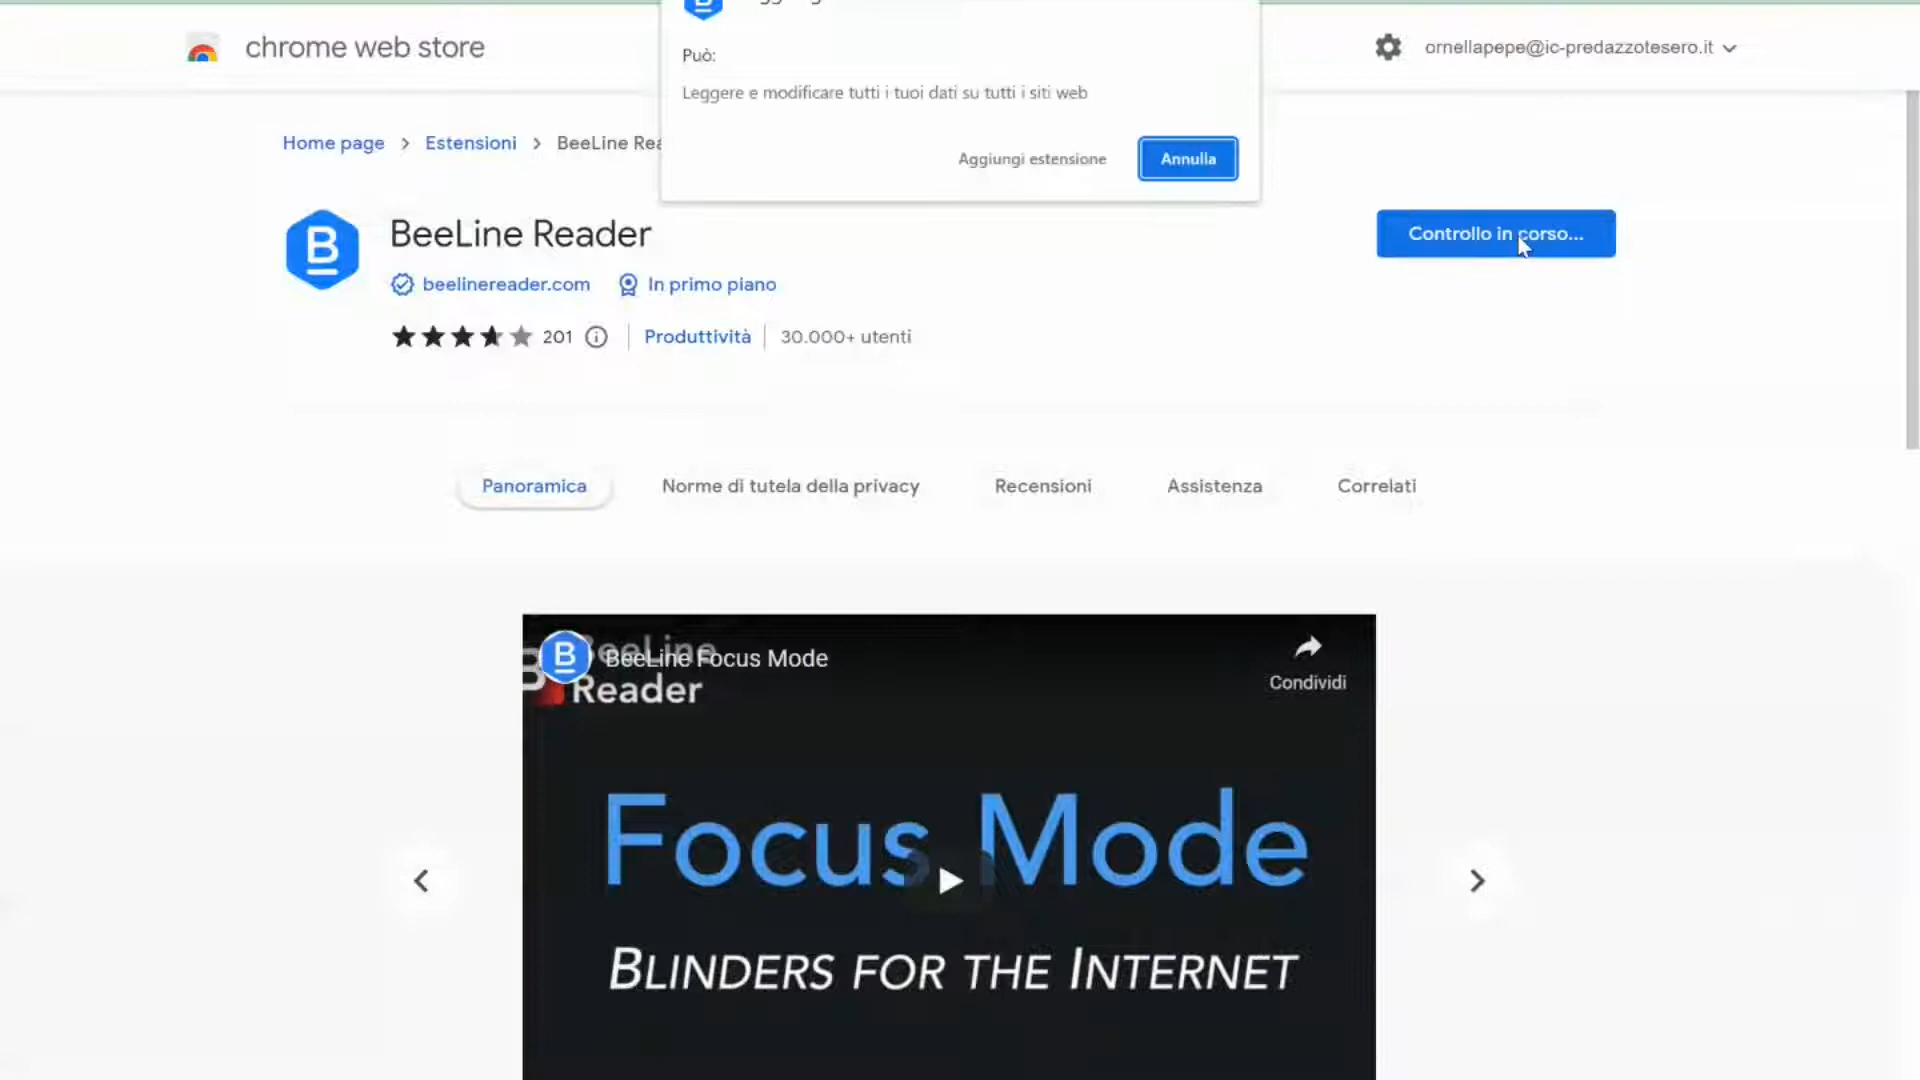 chrome web store
ornellapepe@ic-predazzotesero.it
Può:
Leggere e modificare tutti i tuoi dati su tutti i siti web
Aggiungi estensione
Annulla
Home page > Estensioni > BeeLine Rea
B
BeeLine Reader
Controllo in corso...
beelinereader.com
In primo piano
201
Produttività
30.000+ utenti
Panoramica
Norme di tutela della privacy
Recensioni
Assistenza
Correlati
B
BeeLine
BeeLine Focus Mode
Reader
Condividi
Focus Mode
BLINDERS FOR THE INTERNET